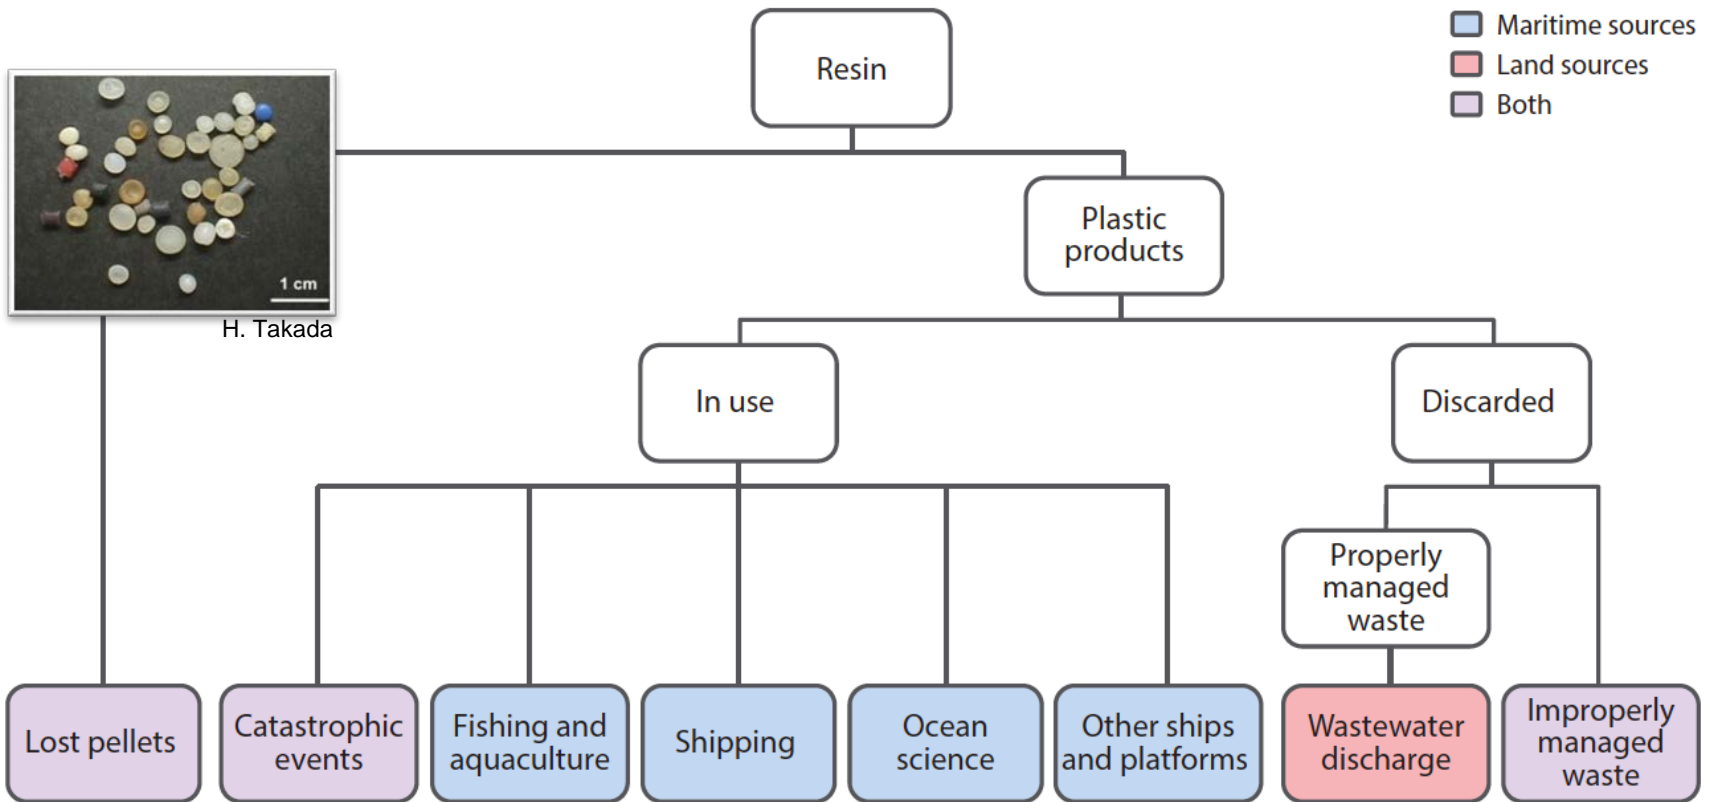 Resin
Maritime sources
Land sources
Both
1 cm
H. Takada
Plastic
products
In use
Discarded
Properly
managed
waste
Lost pellets
Catastrophic
events
Fishing and
aquaculture
Shipping
Ocean
science
Other ships
and platforms
Wastewater
discharge
Improperly
managed
waste